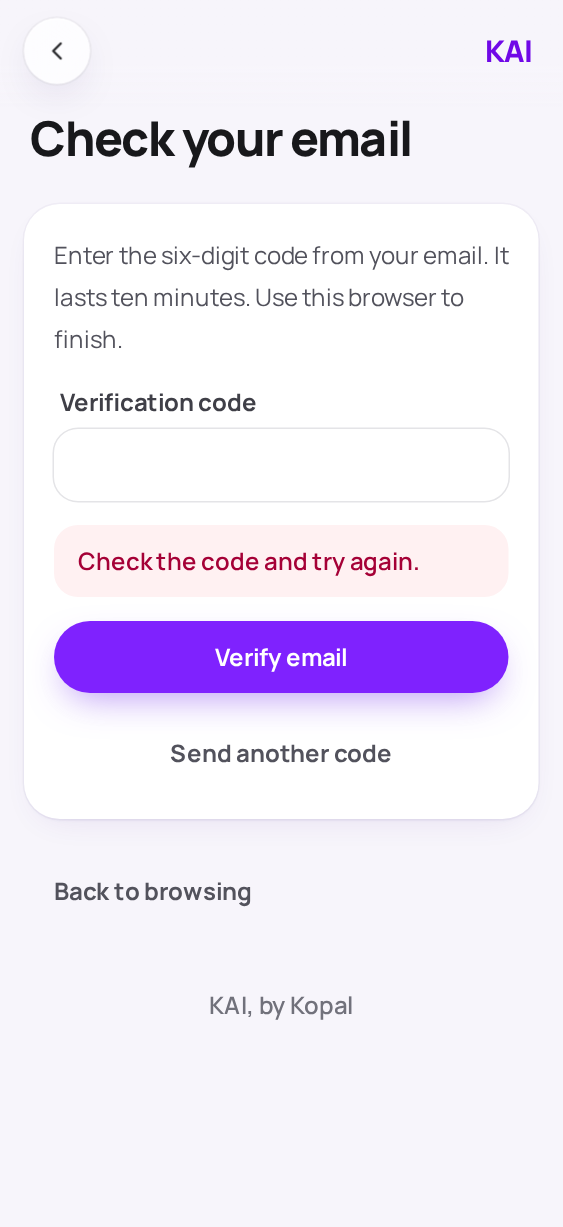 KAI
Check your email
Enter the six-digit code from your email. It
lasts ten minutes. Use this browser to
finish.
Verification code
Check the code and try again.
Verify email
Send another code
Back to browsing
KAI, by Kopal